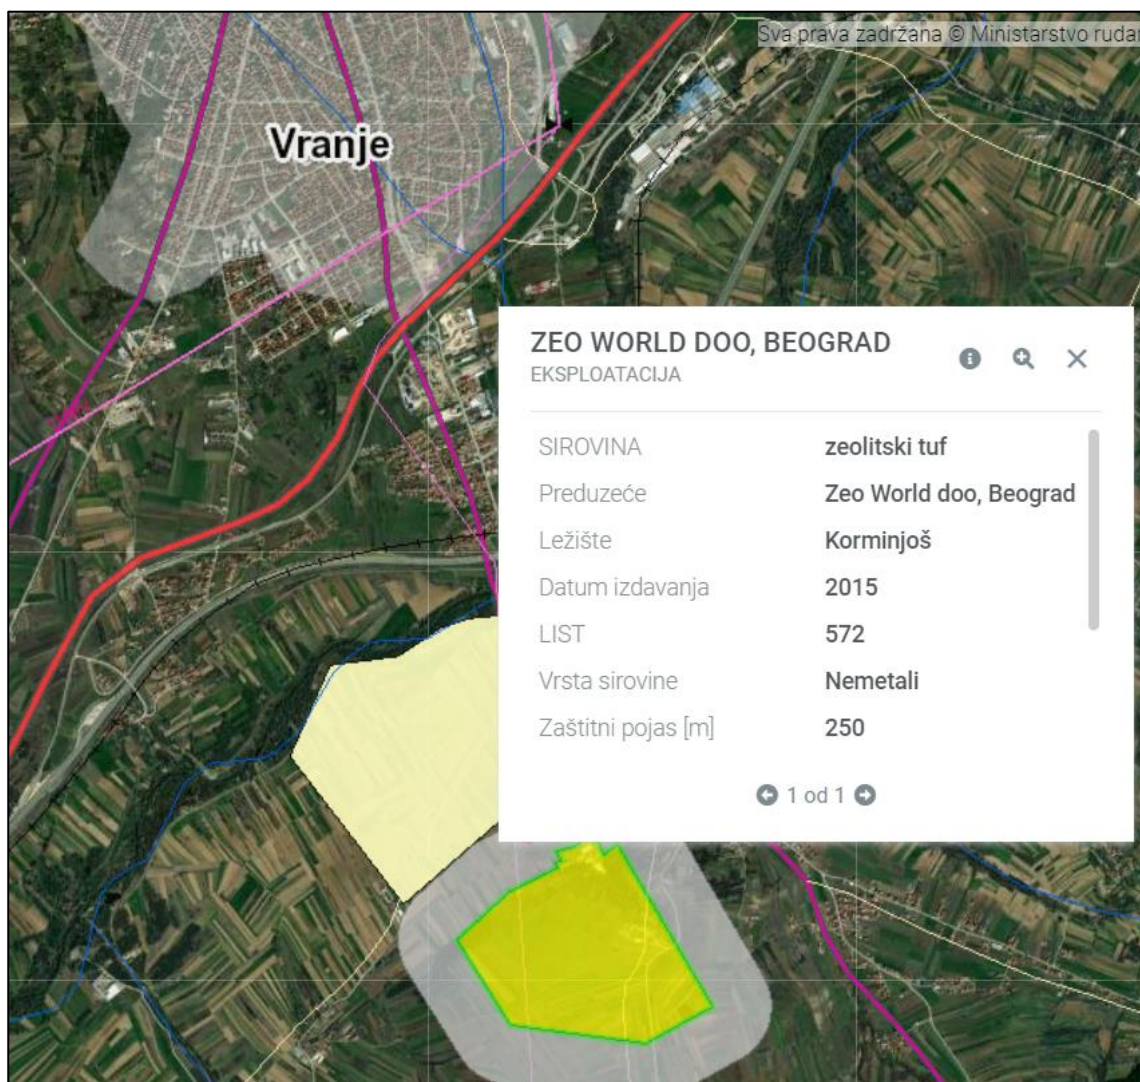 Sva prava zadržana © Ministarstvo rudar
Vranje
ZEO WORLD DOO, BEOGRAD
EKSPLOATACIJA
SIROVINA zeolitski tuf
Preduzeće Zeo World doo, Beograd
Ležište Korminjoš
Datum izdavanja 2015
LIST 572
Vrsta sirovine Nemetali
Zaštitni pojas [m] 250
1 od 1